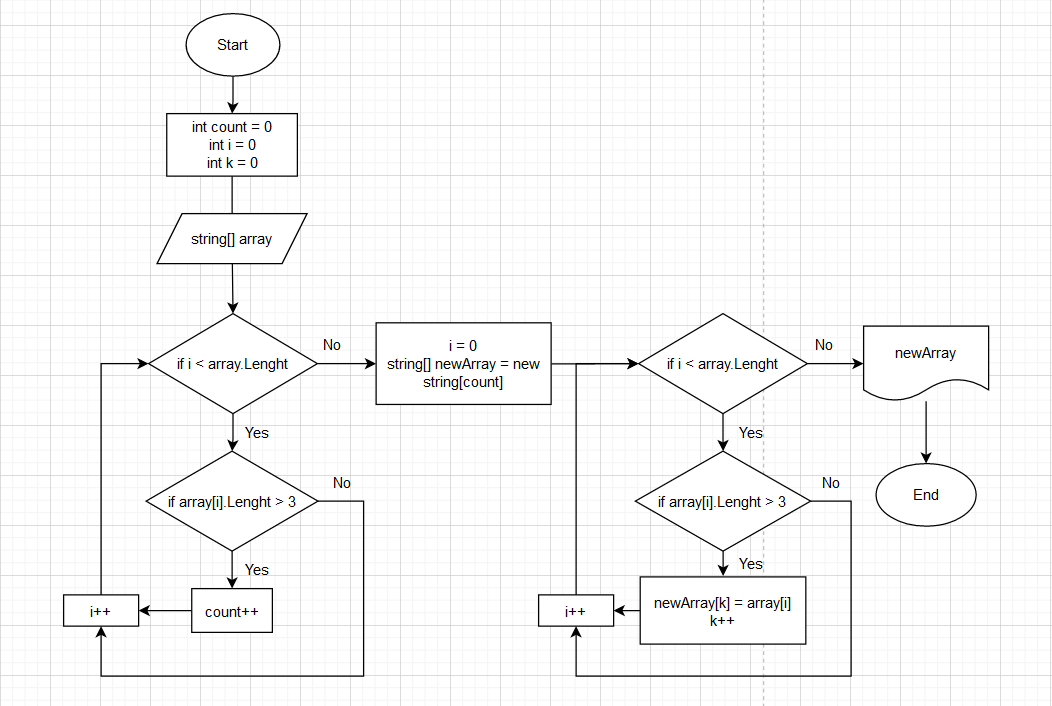 Start
int count = 0
int i = 0
int k = 0
string[] array
if i < array.Lenght
No
Yes
if array[i].Lenght > 3
No
Yes
count++
i++
i = 0
string[] newArray = new
string[count]
if i < array.Lenght
No
Yes
if array[i].Lenght > 3
No
Yes
newArray[k] = array[i]
k++
i++
newArray
End